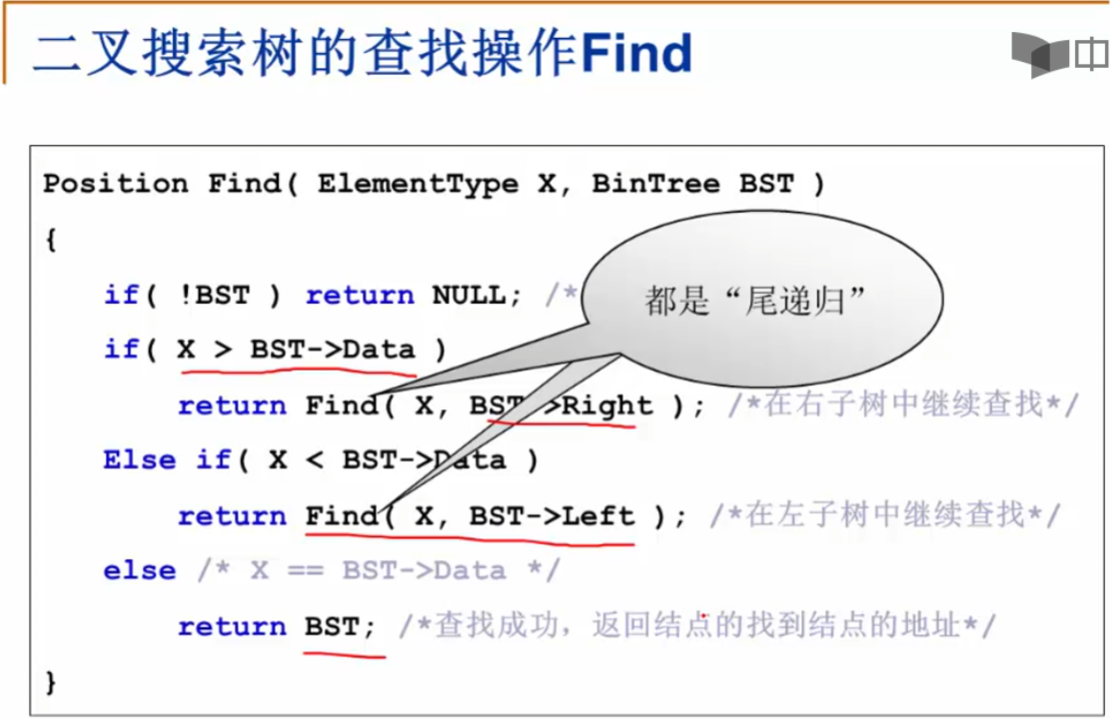 二叉搜索树的查找操作Find
中
Position Find( ElementType X, BinTree BST )
{
if( !BST ) return NULL; /*
都是“尾递归”
if( X > BST->Data )
return Find( X, BST->Right ); /*在右子树中继续查找*/
Else if( X < BST->Data )
return Find( X, BST->Left ); /*在左子树中继续查找*/
else /* X == BST->Data */
return BST; /*查找成功，返回结点的找到结点的地址*/
}